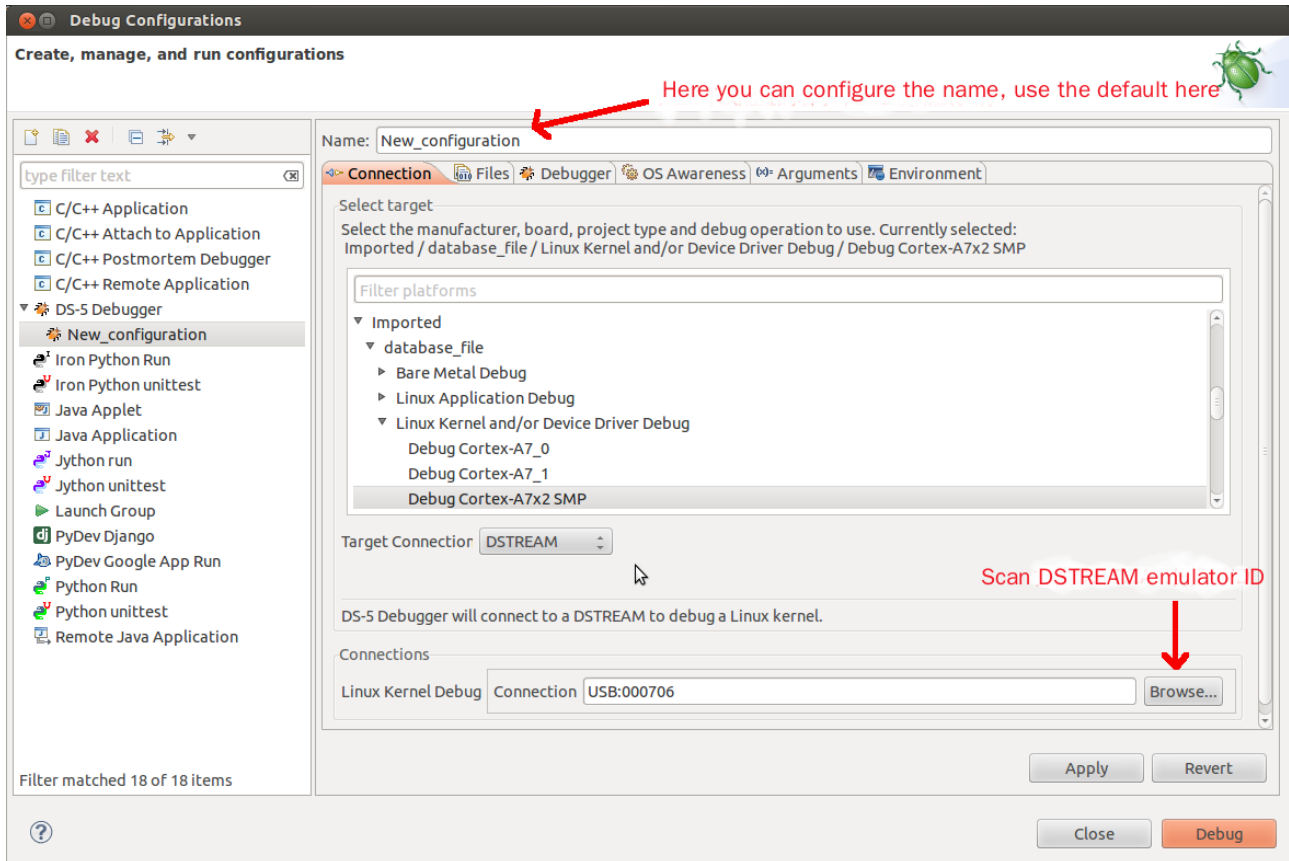 Debug Configurations
Create, manage, and run configurations
Here you can configure the name, use the default here
type filter text
C/C++ Application
C/C++ Attach to Application
C/C++ Postmortem Debugger
C/C++ Remote Application
DS-5 Debugger
New_configuration
Iron Python Run
Iron Python unittest
Java Applet
Java Application
Jython run
Jython unittest
Launch Group
PyDev Django
PyDev Google App Run
Python Run
Python unittest
Remote Java Application
Filter matched 18 of 18 items
Name: New_configuration
Connection Files Debugger OS Awareness Arguments Environment
Select target
Select the manufacturer, board, project type and debug operation to use. Currently selected:
Imported / database_file / Linux Kernel and/or Device Driver Debug / Debug Cortex-A7x2 SMP
Filter platforms
Imported
database_file
Bare Metal Debug
Linux Application Debug
Linux Kernel and/or Device Driver Debug
Debug Cortex-A7_0
Debug Cortex-A7_1
Debug Cortex-A7x2 SMP
Target Connection DSTREAM
Scan DSTREAM emulator ID
DS-5 Debugger will connect to a DSTREAM to debug a Linux kernel.
Connections
Linux Kernel Debug Connection USB:000706 Browse...
Apply Revert
Close Debug